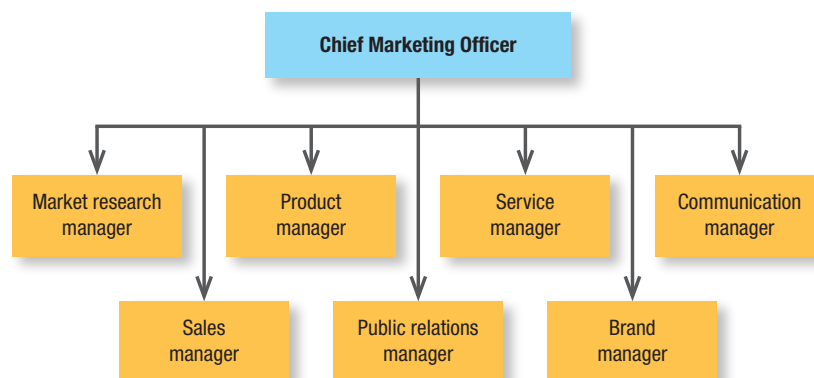 Chief Marketing Officer
Market research
manager
Product
manager
Service
manager
Communication
manager
Sales
manager
Public relations
manager
Brand
manager